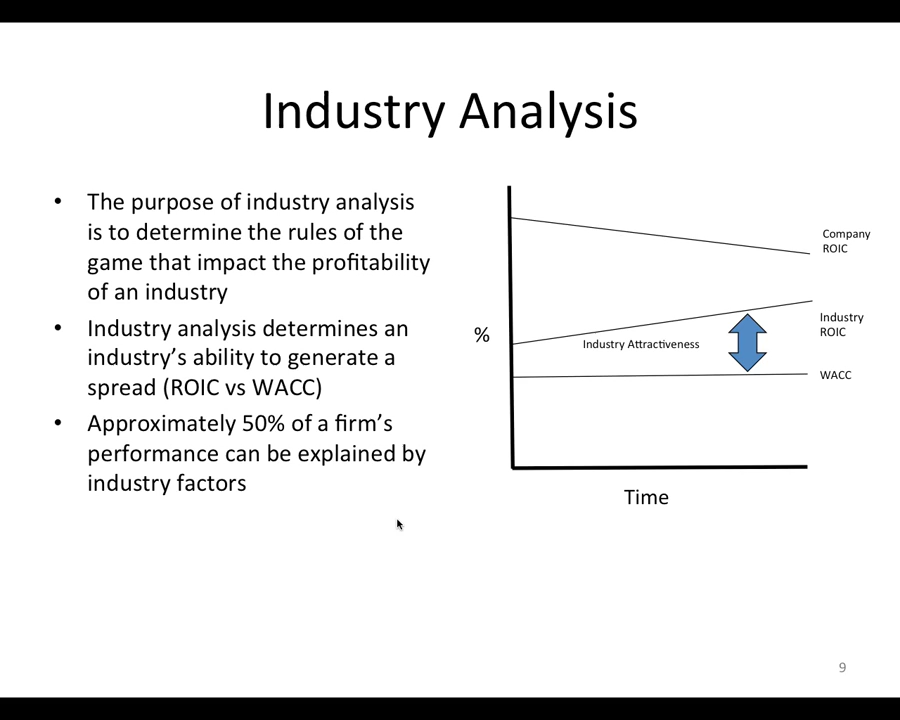 Industry Analysis
• The purpose of industry analysis
is to determine the rules of the
game that impact the profitability
of an industry
• Industry analysis determines an
industry’s ability to generate a
spread (ROIC vs WACC)
• Approximately 50% of a firm’s
performance can be explained by
industry factors
Company
ROIC
%
Industry
ROIC
Industry Attractiveness
WACC
Time
9